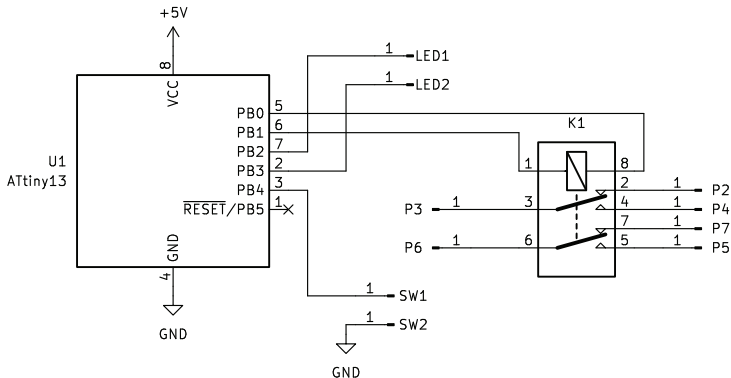 +5V
8
VCC
U1
ATtiny13
PB0 5
PB1 6
PB2 7
PB3 2
PB4 3
RESET/PB5 1
GND
4
GND
1 LED1
1 LED2
K1
1 8
2 1 P2
P3 1 3 4 1 P4
7 1 P7
P6 1 6 5 1 P5
1 SW1
1 SW2
GND